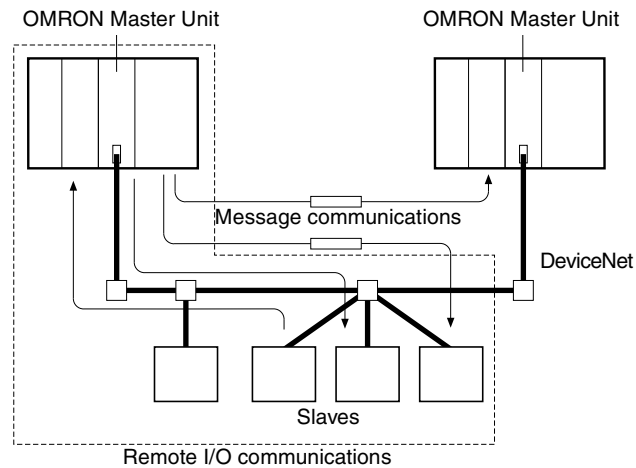 OMRON Master Unit
OMRON Master Unit
Message communications
DeviceNet
Slaves
Remote I/O communications